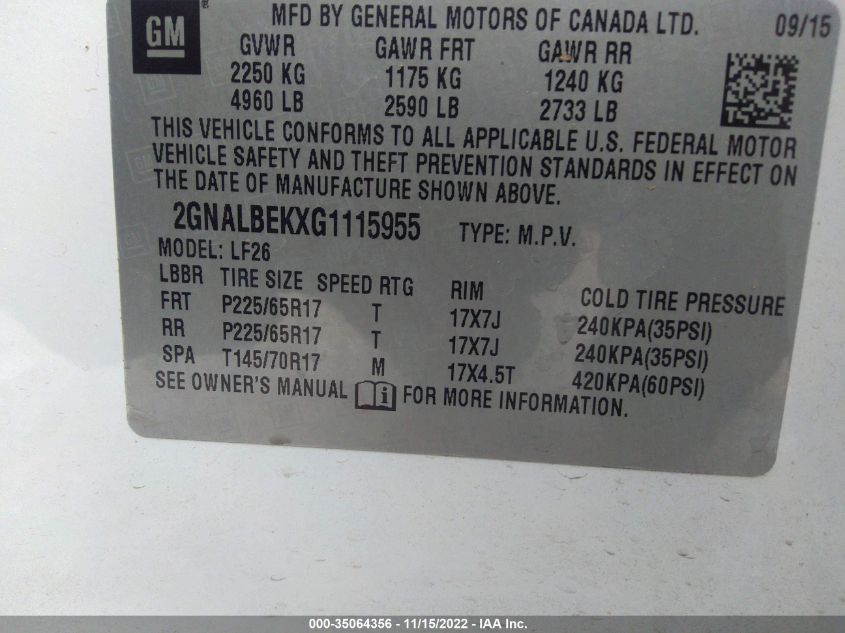 GM ®
MFD BY GENERAL MOTORS OF CANADA LTD. 09/15
GVWR GAWR FRT GAWR RR
2250 KG 1175 KG 1240 KG
4960 LB 2590 LB 2733 LB
THIS VEHICLE CONFORMS TO ALL APPLICABLE U.S. FEDERAL MOTOR
VEHICLE SAFETY AND THEFT PREVENTION STANDARDS IN EFFECT ON
THE DATE OF MANUFACTURE SHOWN ABOVE.
2GNALBEKXG1115955 TYPE: M.P.V.
MODEL: LF26
LBBR TIRE SIZE SPEED RTG RIM COLD TIRE PRESSURE
FRT P225/65R17 T 17X7J 240KPA(35PSI)
RR P225/65R17 T 17X7J 240KPA(35PSI)
SPA T145/70R17 M 17X4.5T 420KPA(60PSI)
SEE OWNER'S MANUAL i FOR MORE INFORMATION.
000-35064356 - 11/15/2022 - IAA Inc.